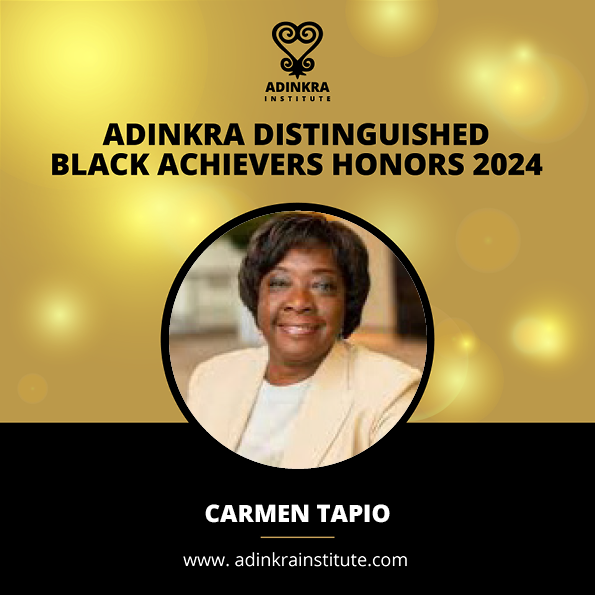 ADINKRA
INSTITUTE
ADINKRA DISTINGUISHED
BLACK ACHIEVERS HONORS 2024
CARMEN TAPIO
www. adinkrainstitute.com